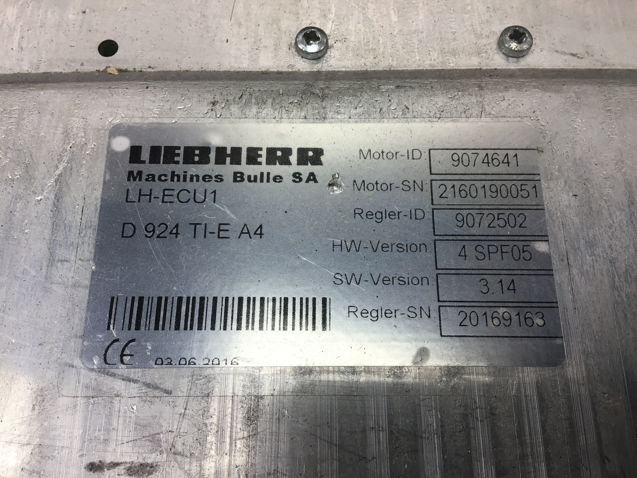 LIEBHERR
Machines Bulle SA
LH-ECU1
D 924 TI-E A4
Motor-ID 9074641
Motor-SN 2160190051
Regler-ID 9072502
HW-Version 4 SPF05
SW-Version 3.14
Regler-SN 20169163
CE 03.06.2016